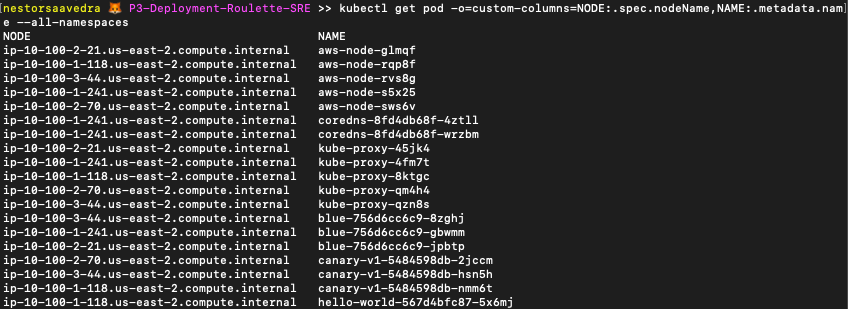 [nestorsaavedra 🦊 P3-Deployment-Roulette-SRE >> kubectl get pod -o=custom-columns=NODE:.spec.nodeName,NAME:.metadata.nam]
e --all-namespaces
NODE NAME
ip-10-100-2-21.us-east-2.compute.internal aws-node-glmqf
ip-10-100-1-118.us-east-2.compute.internal aws-node-rqp8f
ip-10-100-3-44.us-east-2.compute.internal aws-node-rvs8g
ip-10-100-1-241.us-east-2.compute.internal aws-node-s5x25
ip-10-100-2-70.us-east-2.compute.internal aws-node-sws6v
ip-10-100-1-241.us-east-2.compute.internal coredns-8fd4db68f-4ztll
ip-10-100-1-241.us-east-2.compute.internal coredns-8fd4db68f-wrzbm
ip-10-100-2-21.us-east-2.compute.internal kube-proxy-45jk4
ip-10-100-1-241.us-east-2.compute.internal kube-proxy-4fm7t
ip-10-100-1-118.us-east-2.compute.internal kube-proxy-8ktgc
ip-10-100-2-70.us-east-2.compute.internal kube-proxy-qm4h4
ip-10-100-3-44.us-east-2.compute.internal kube-proxy-qzn8s
ip-10-100-3-44.us-east-2.compute.internal blue-756d6cc6c9-8zghj
ip-10-100-1-241.us-east-2.compute.internal blue-756d6cc6c9-gbwmm
ip-10-100-2-21.us-east-2.compute.internal blue-756d6cc6c9-jpbtp
ip-10-100-2-70.us-east-2.compute.internal canary-v1-5484598db-2jccm
ip-10-100-3-44.us-east-2.compute.internal canary-v1-5484598db-hsn5h
ip-10-100-1-118.us-east-2.compute.internal canary-v1-5484598db-nmm6t
ip-10-100-1-118.us-east-2.compute.internal hello-world-567d4bfc87-5x6mj